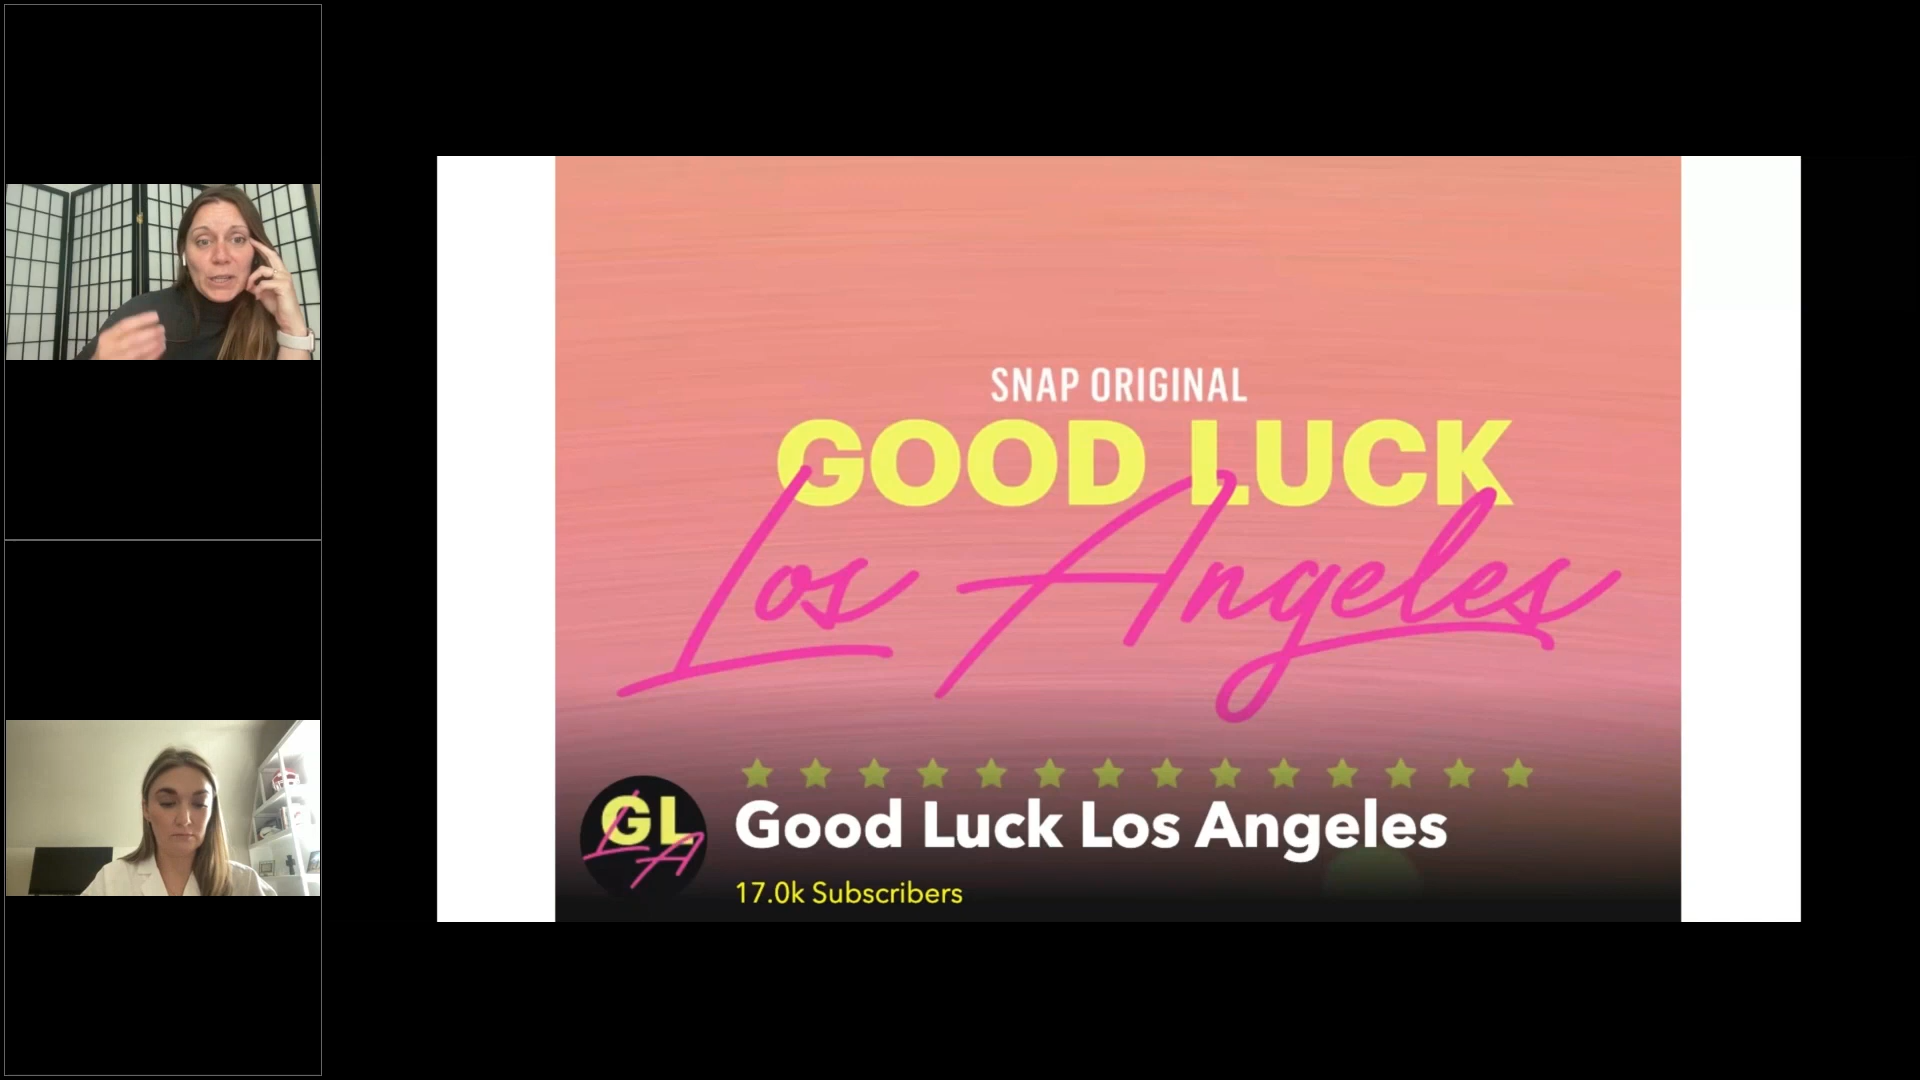 SNAP ORIGINAL
GOOD LUCK
Los Angeles
GL
LA
Good Luck Los Angeles
17.0k Subscribers